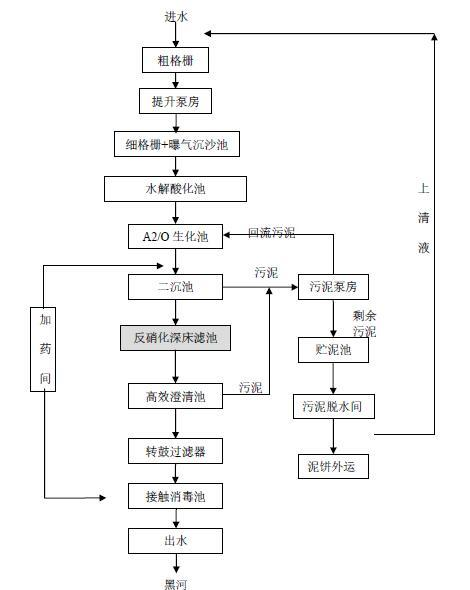 进水
粗格栅
提升泵房
细格栅+曝气沉沙池
水解酸化池
上清液
A2/O 生化池
回流污泥
污泥
二沉池
污泥泵房
加药间
剩余
污泥
反硝化深床滤池
贮泥池
高效澄清池
污泥
污泥脱水间
转鼓过滤器
泥饼外运
接触消毒池
出水
黑河